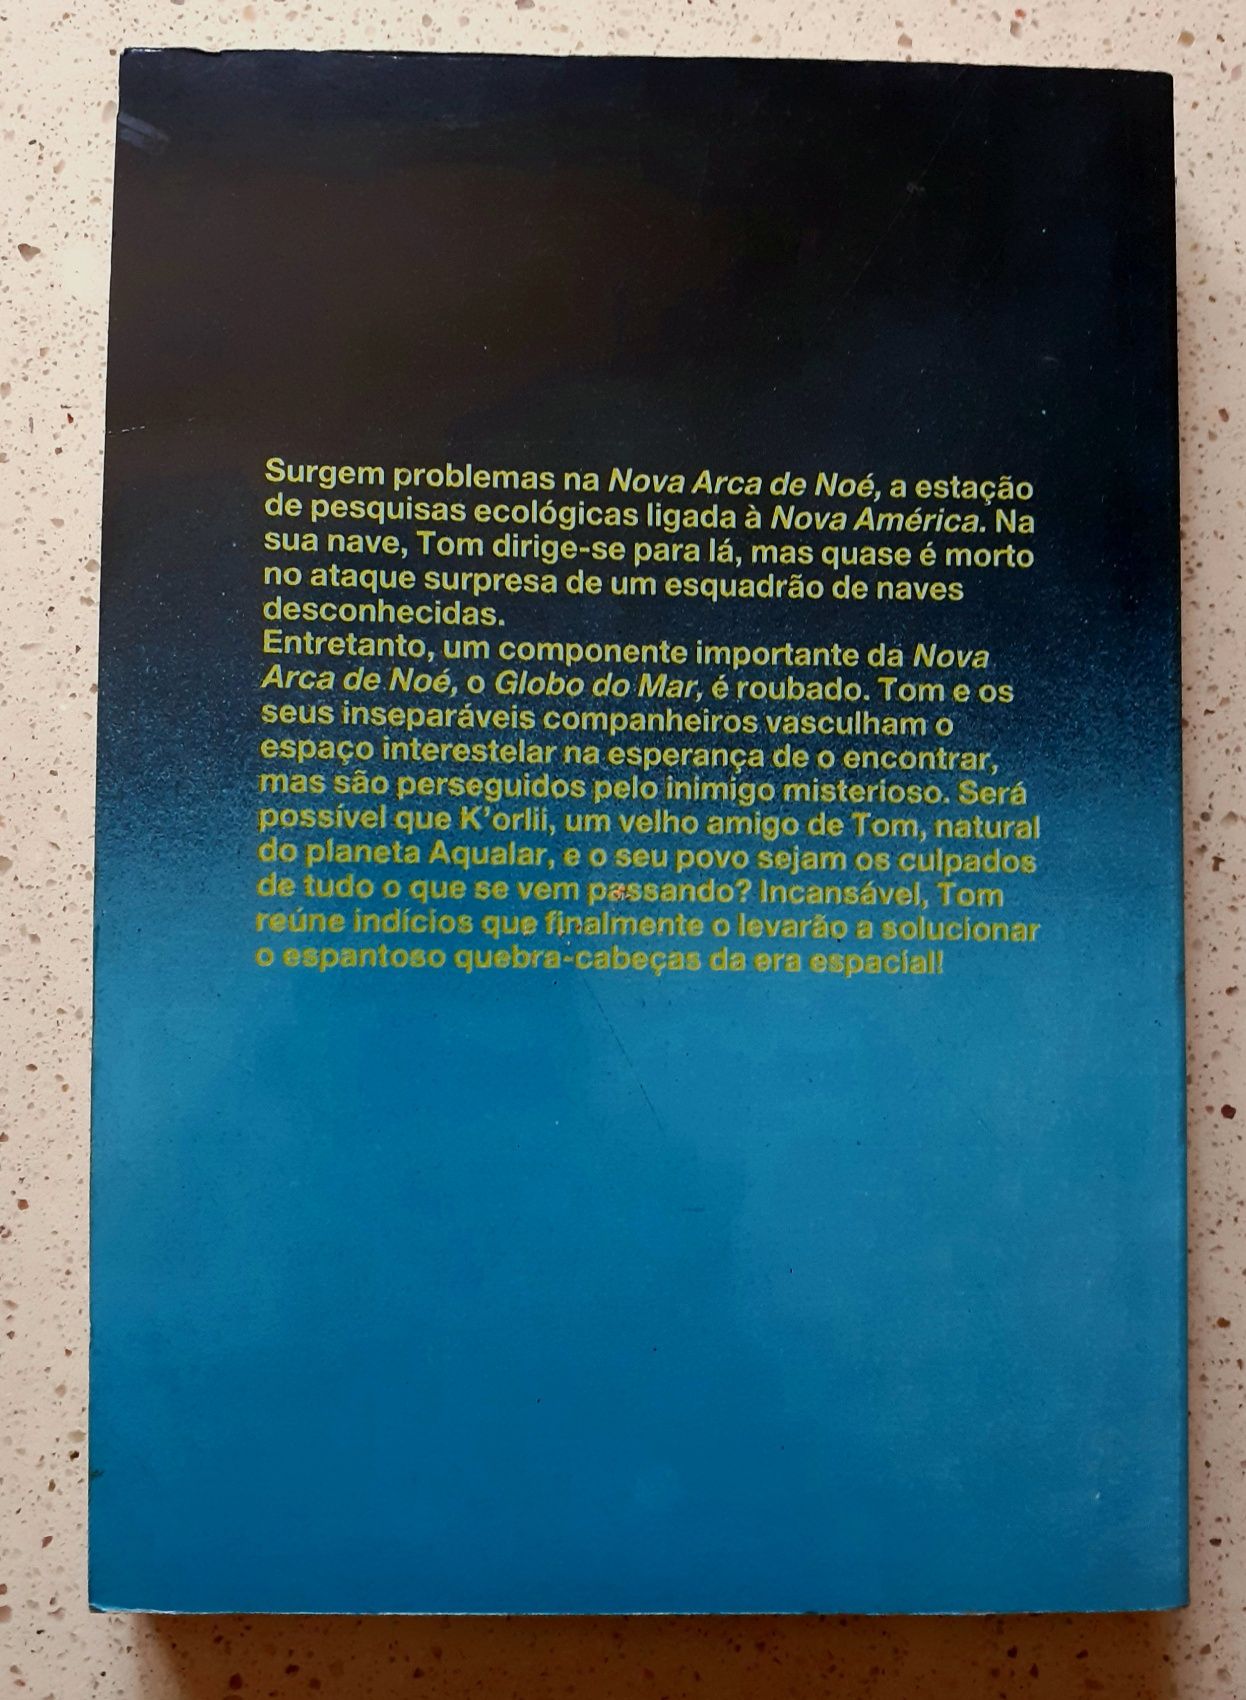 Surgem problemas na Nova Arca de Noé, a estação
de pesquisas ecológicas ligada à Nova América. Na
sua nave, Tom dirige-se para lá, mas quase é morto
no ataque surpresa de um esquadrão de naves
desconhecidas.
Entretanto, um componente importante da Nova
Arca de Noé, o Globo do Mar, é roubado. Tom e os
seus inseparáveis companheiros vasculham o
espaço interestelar na esperança de o encontrar,
mas são perseguidos pelo inimigo misterioso. Será
possível que K'orlii, um velho amigo de Tom, natural
do planeta Aqualar, e o seu povo sejam os culpados
de tudo o que se vem passando? Incansável, Tom
reúne indícios que finalmente o levarão a solucionar
o espantoso quebra-cabeças da era espacial!